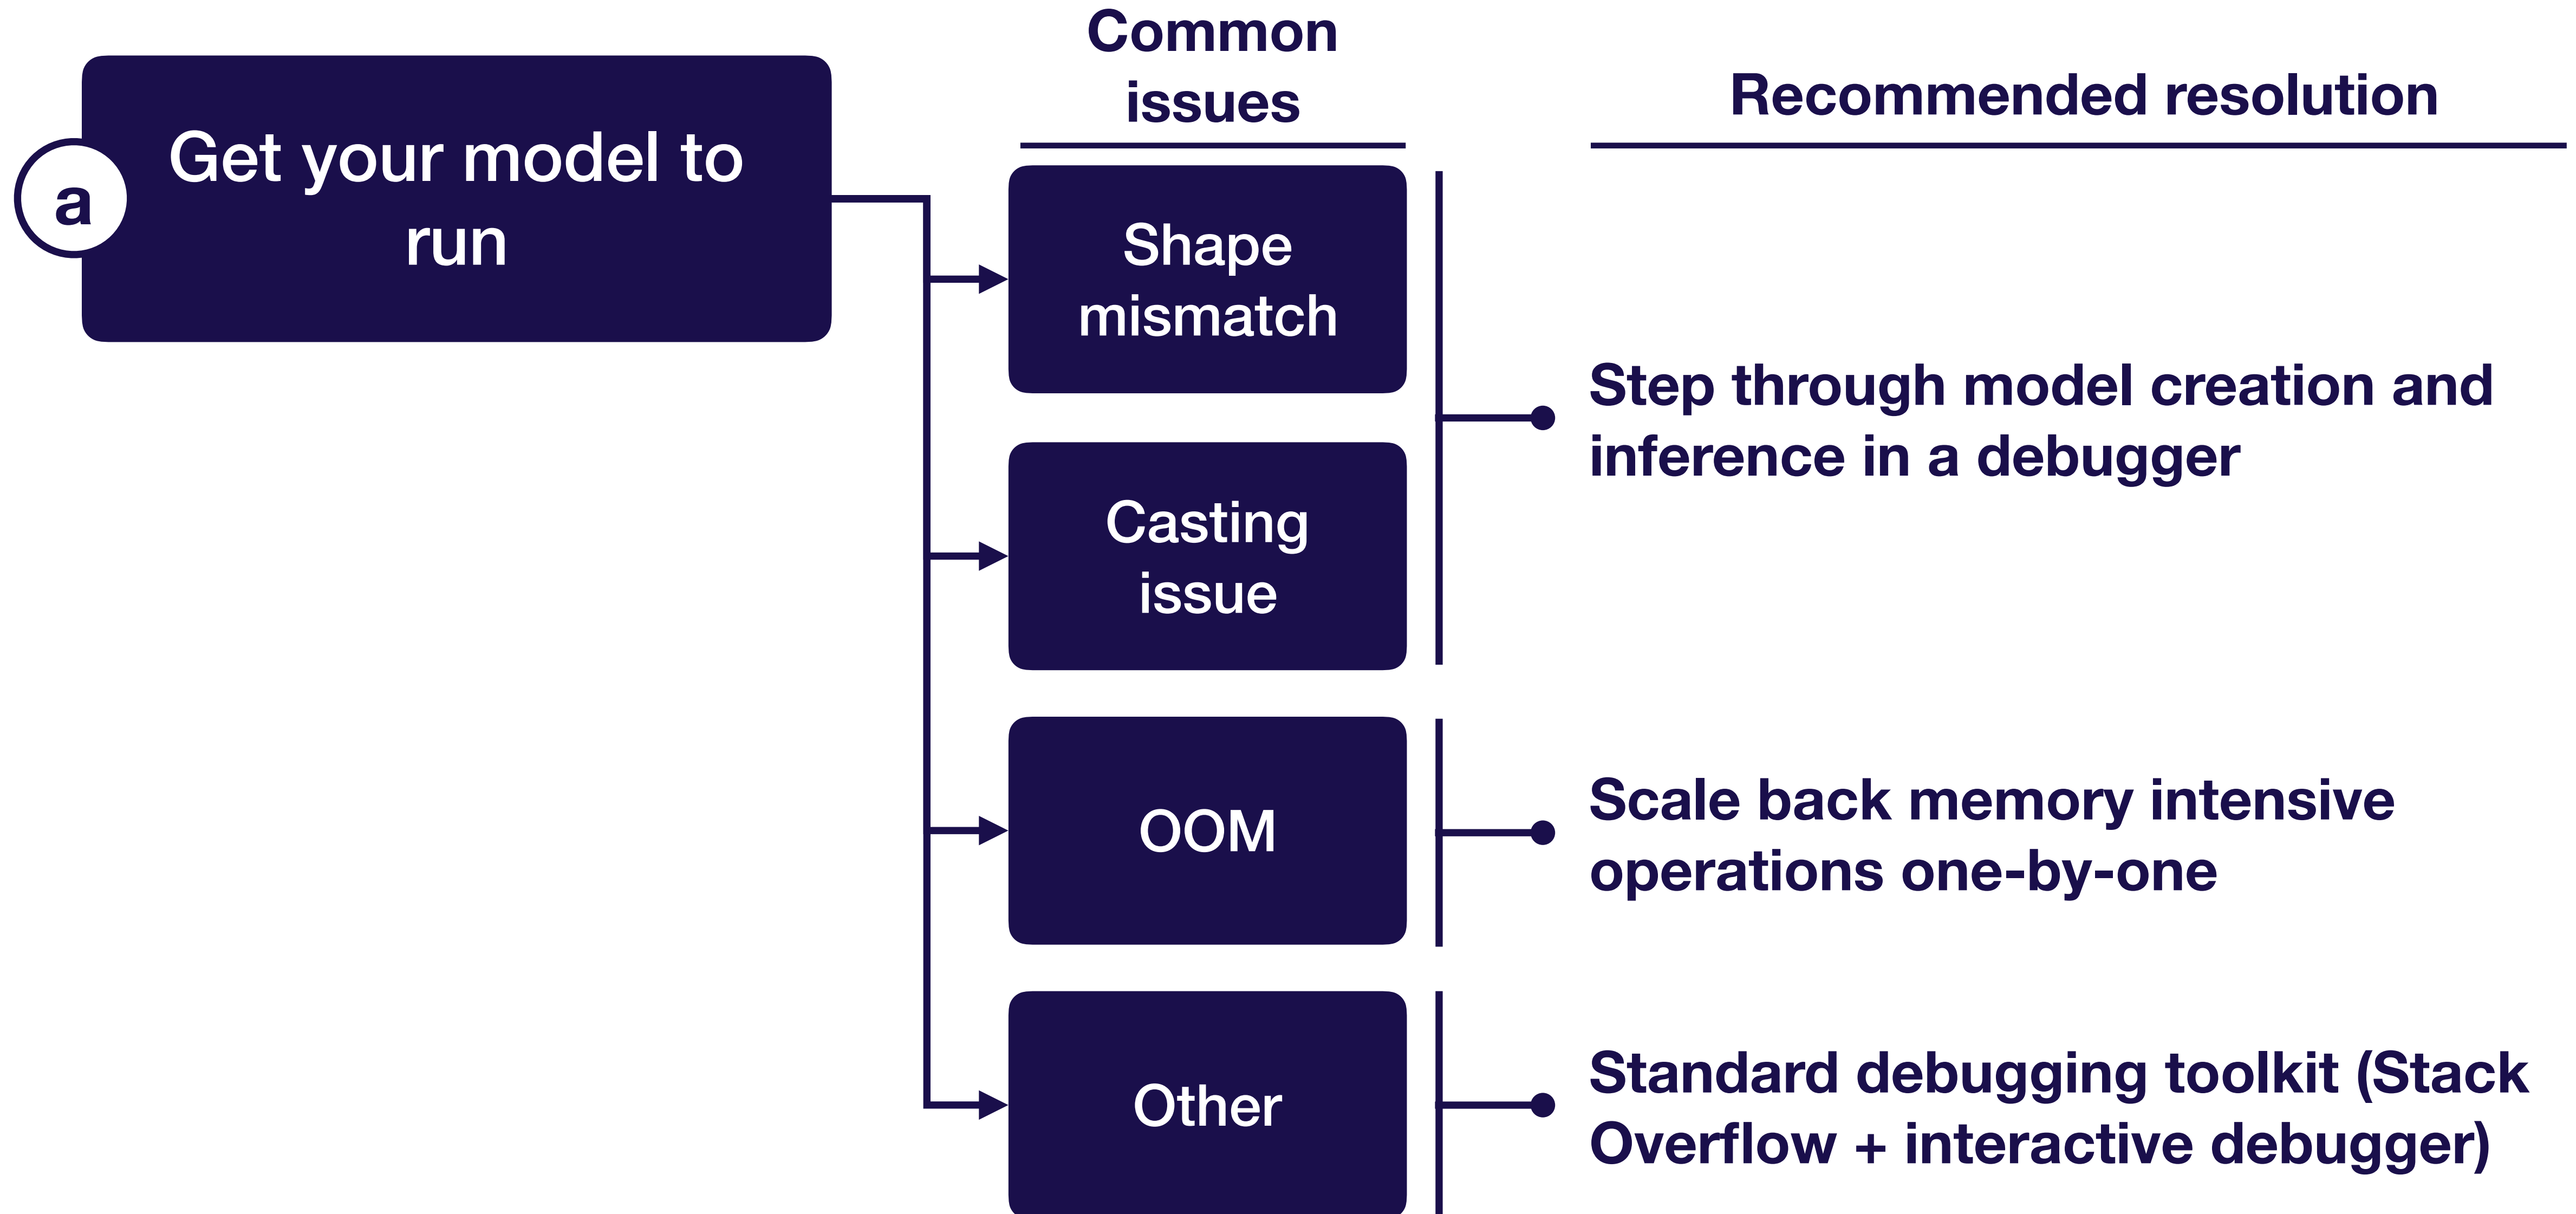 Common
issues
Recommended resolution
a
Get your model to
run
Shape
mismatch
Step through model creation and
inference in a debugger
Casting
issue
OOM
Scale back memory intensive
operations one-by-one
Other
Standard debugging toolkit (Stack
Overflow + interactive debugger)